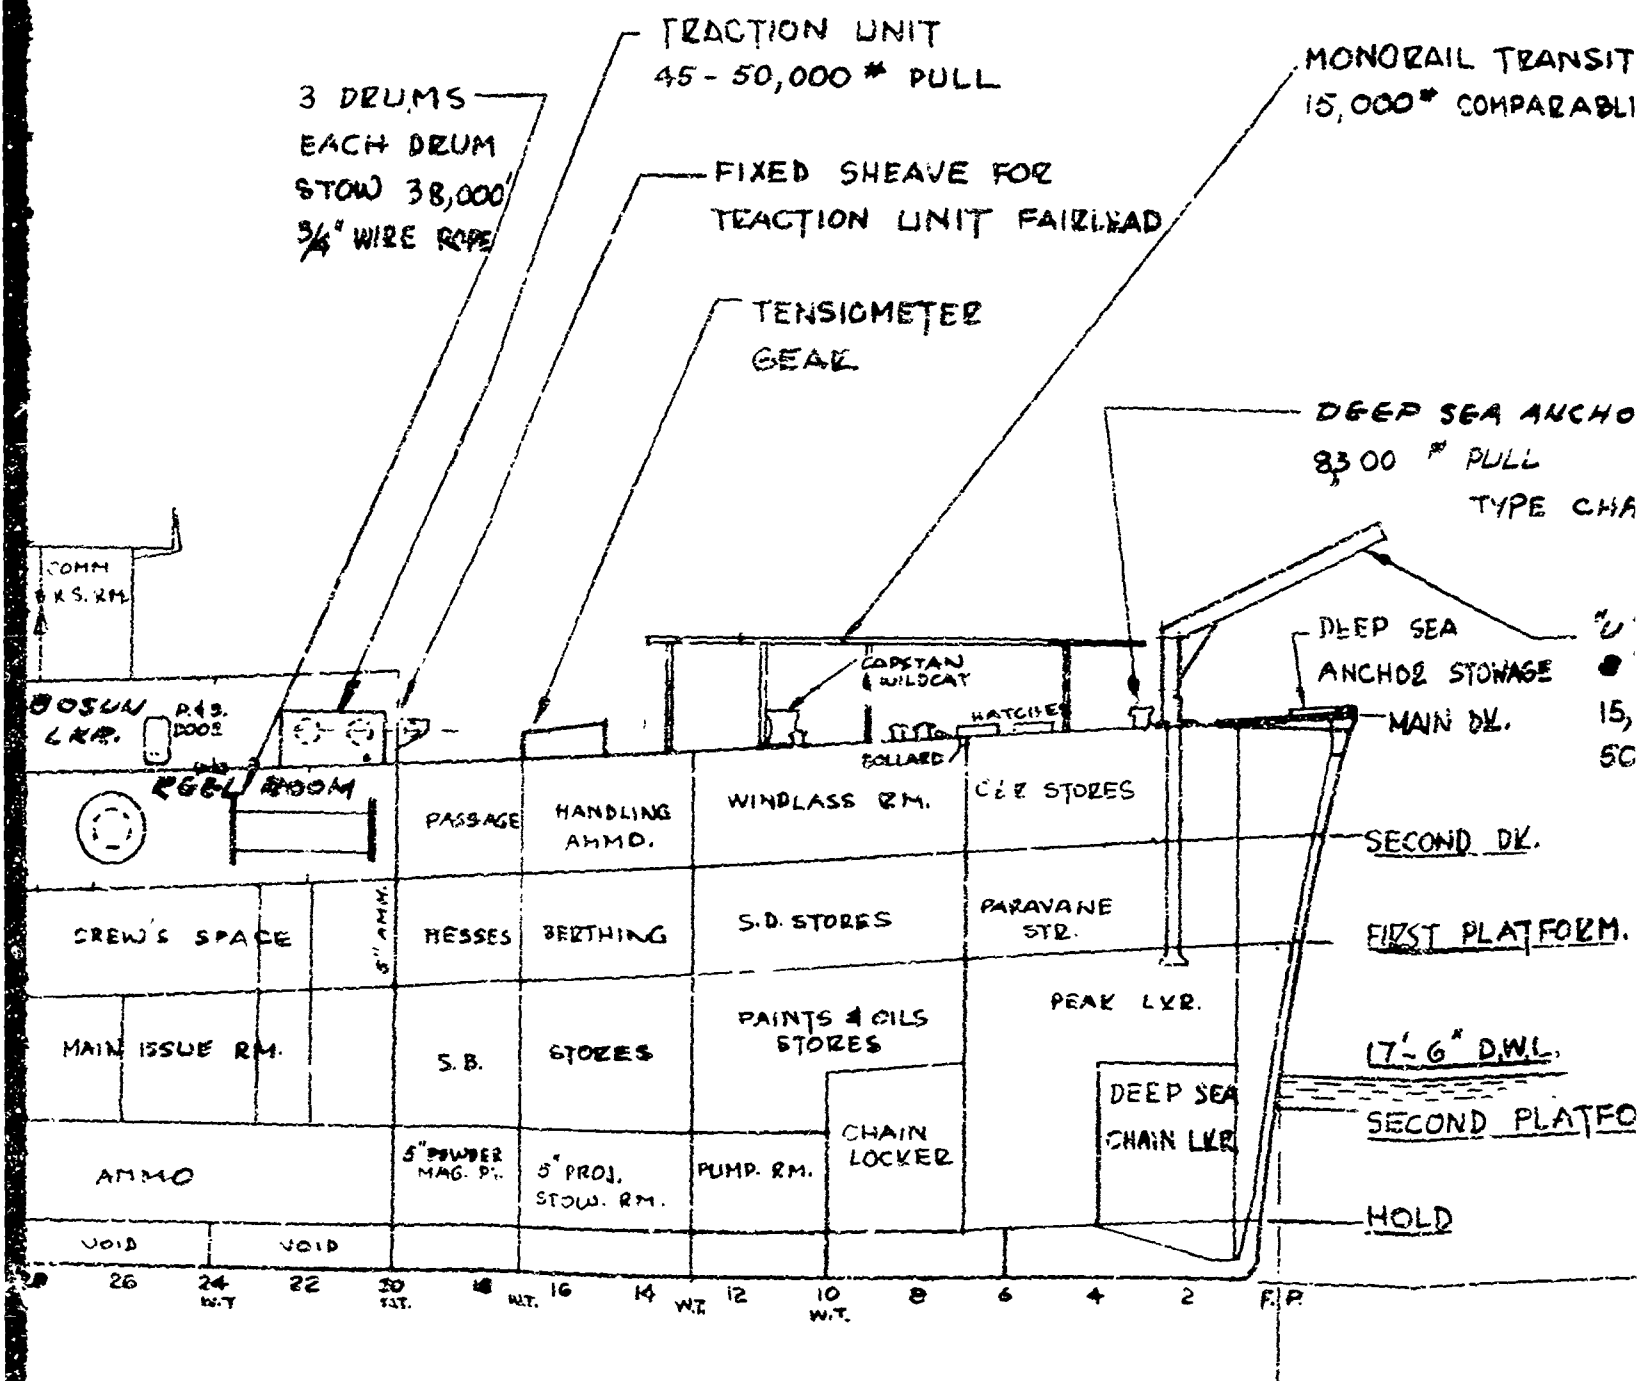 TRACTION UNIT
45-50,000# PULL
MONORAIL TRANSIT
15,000# COMPARABLE
3 DRUMS
EACH DRUM
STOW 38,000'
3/4" WIRE ROPE
FIXED SHEAVE FOR
TRACTION UNIT FAIRLEAD
TENSIOMETER
GEAR
DEEP SEA ANCHO
8,300 # PULL
TYPE CHA
COMM
DEEP SEA
ANCHOR STOWAGE
MAIN DK.
15,
50
CAPSTAN
WILDCAT
HATCHES
BOLLARD
BOSUN
LKR.
P.&S.
DOOR
REEL ROOM
PASSAGE
HANDLING
AMMO.
WINDLASS RM.
C&R STORES
SECOND DK.
CREW'S SPACE
5" AMM.
MESSES
BERTHING
S.D. STORES
PARAVANE
STR.
FIRST PLATFORM.
MAIN ISSUE RM.
S.B.
STORES
PAINTS & OILS
STORES
PEAK LKR.
17'-6" D.W.L.
DEEP SEA
CHAIN LKR
SECOND PLATFO
AMMO
5" POWDER
MAG.
5" PROJ.
STOW. RM.
PUMP. RM.
CHAIN
LOCKER
HOLD
VOID
VOID
26 24 22 20 18 16 14 12 10 8 6 4 2 F.P.
W.T. W.T. W.T. W.T. W.T.